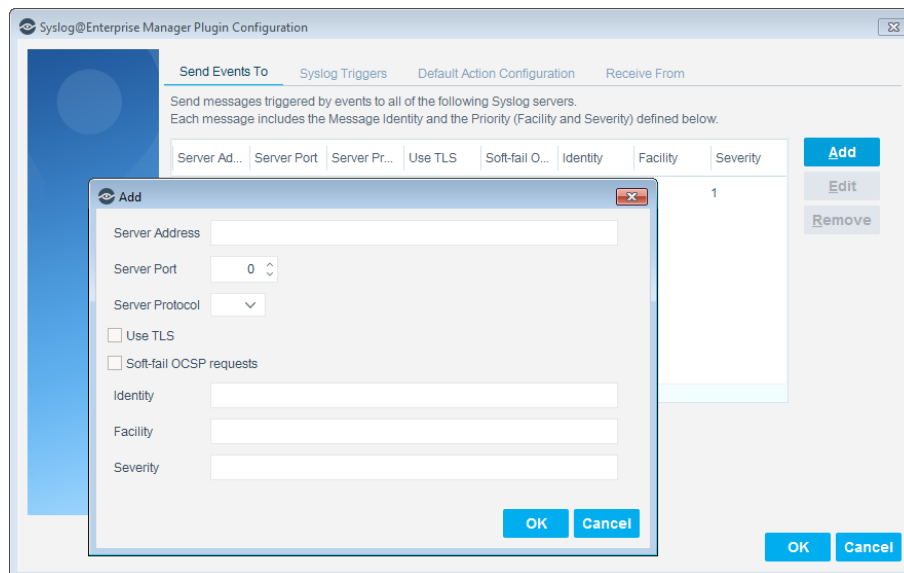 Syslog@Enterprise Manager Plugin Configuration
Send Events To Syslog Triggers Default Action Configuration Receive From
Send messages triggered by events to all of the following Syslog servers.
Each message includes the Message Identity and the Priority (Facility and Severity) defined below.
Server Ad... Server Port Server Pr... Use TLS Soft-fail O... Identity Facility Severity
Add
1
Edit
Remove
Add
Server Address
Server Port 0
Server Protocol
Use TLS
Soft-fail OCSP requests
Identity
Facility
Severity
OK Cancel
OK Cancel